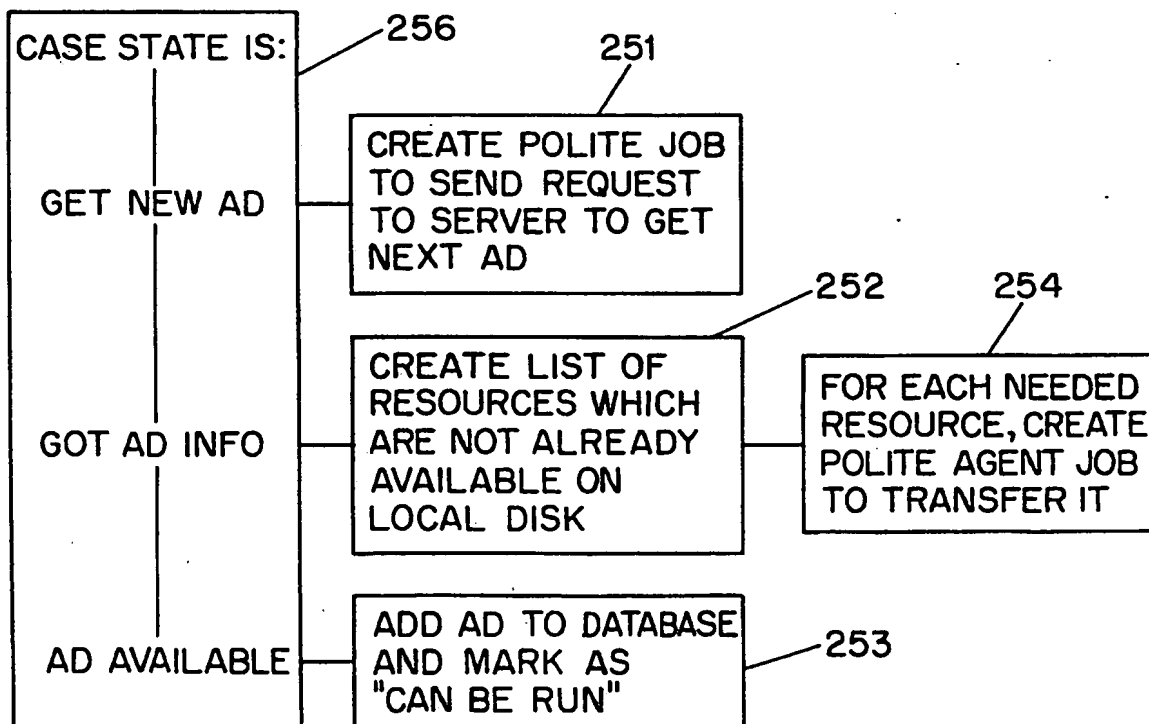 CASE STATE IS:
256
251
CREATE POLITE JOB
TO SEND REQUEST
TO SERVER TO GET
NEXT AD
GET NEW AD
252
254
CREATE LIST OF
RESOURCES WHICH
ARE NOT ALREADY
AVAILABLE ON
LOCAL DISK
FOR EACH NEEDED
RESOURCE, CREATE
POLITE AGENT JOB
TO TRANSFER IT
GOT AD INFO
ADD AD TO DATABASE
AND MARK AS
"CAN BE RUN"
253
AD AVAILABLE